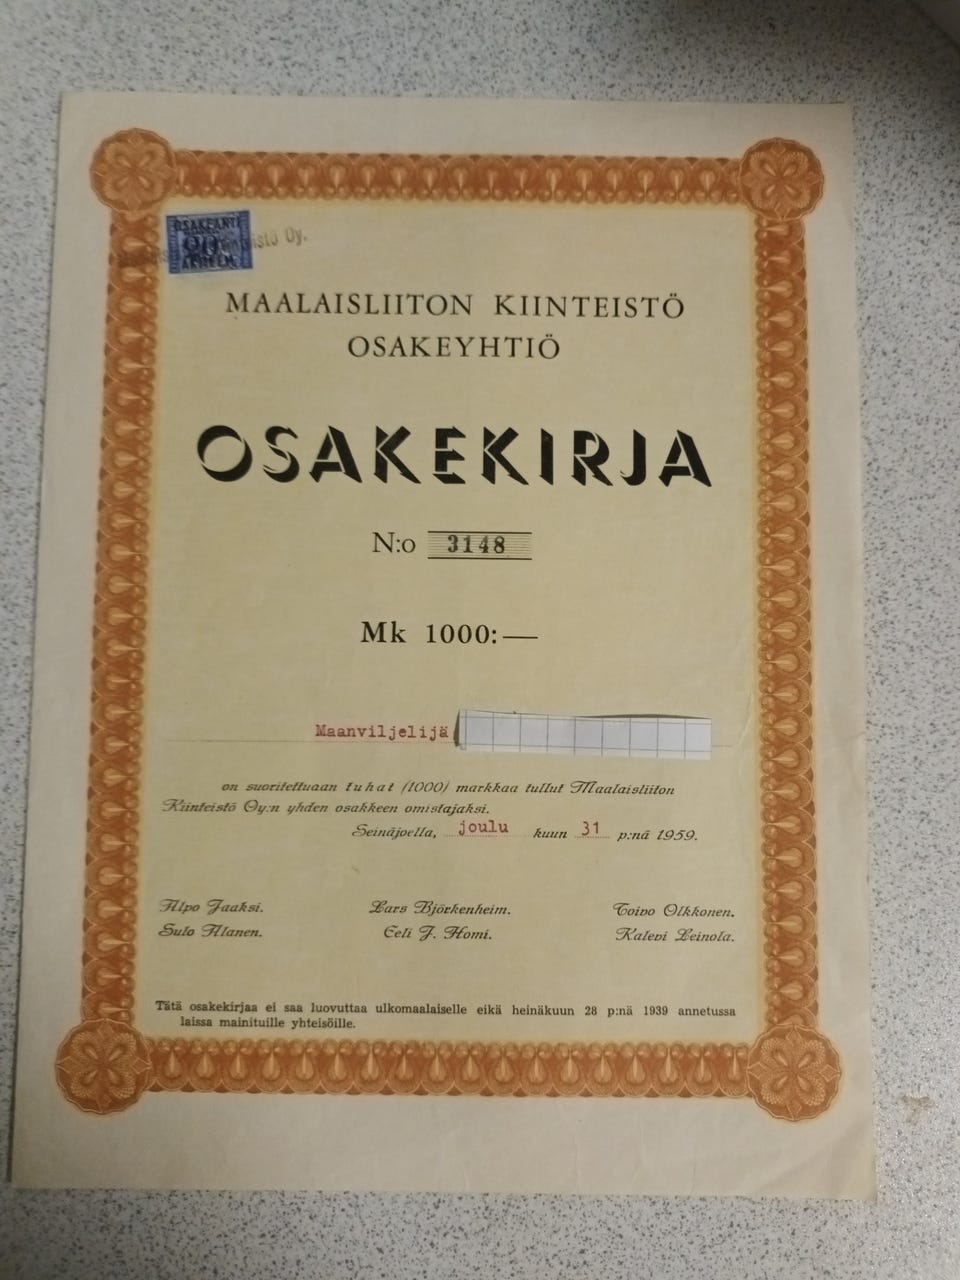 OSAKEANTI
20
Oy.
MAALAISLIITON KIINTEISTÖ
OSAKEYHTIÖ
OSAKEKIRJA
N:o 3148
Mk 1000:—
Maanviljelijä
on suoritettuaan tuhat (1000) markkaa tullut Maalaisliiton
Kiinteistö Oy:n yhden osakkeen omistajaksi.
Seinäjoella, joulu kuun 31 p:nä 1959.
Alpo Jaaksi. Lars Björkenheim. Toivo Olkkonen.
Sulo Alanen. Eeli J. Homi. Kalevi Leinola.
Tätä osakekirjaa ei saa luovuttaa ulkomaalaiselle eikä heinäkuun 28 p:nä 1939 annetussa
laissa mainituille yhteisöille.